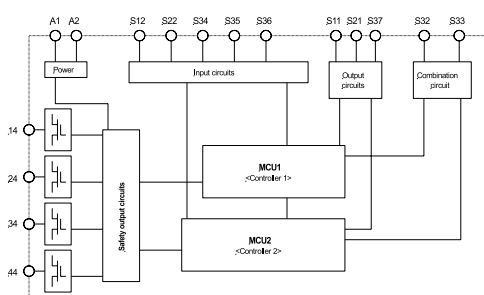 A1 A2 S12 S22 S34 S35 S36 S11 S21 S37 S32 S33
Power
Input circuits
Output
circuits
Combination
circuit
14
24
34
44
Safety output circuits
MCU1
<Controller 1>
MCU2
<Controller 2>